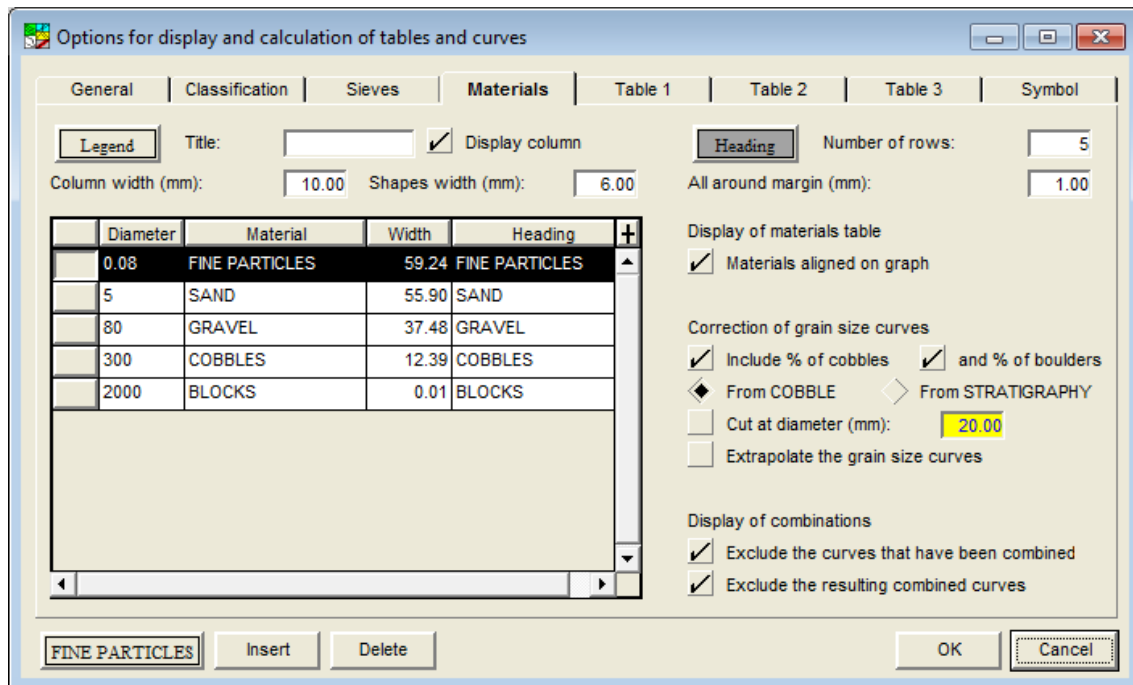 Options for display and calculation of tables and curves
General Classification Sieves Materials Table 1 Table 2 Table 3 Symbol
Legend Title: Display column Heading Number of rows: 5
Column width (mm): 10.00 Shapes width (mm): 6.00 All around margin (mm): 1.00
Diameter Material Width Heading +
0.08 FINE PARTICLES 59.24 FINE PARTICLES
5 SAND 55.90 SAND
80 GRAVEL 37.48 GRAVEL
300 COBBLES 12.39 COBBLES
2000 BLOCKS 0.01 BLOCKS
Display of materials table
Materials aligned on graph
Correction of grain size curves
Include % of cobbles and % of boulders
From COBBLE From STRATIGRAPHY
Cut at diameter (mm): 20.00
Extrapolate the grain size curves
Display of combinations
Exclude the curves that have been combined
Exclude the resulting combined curves
FINE PARTICLES Insert Delete OK Cancel